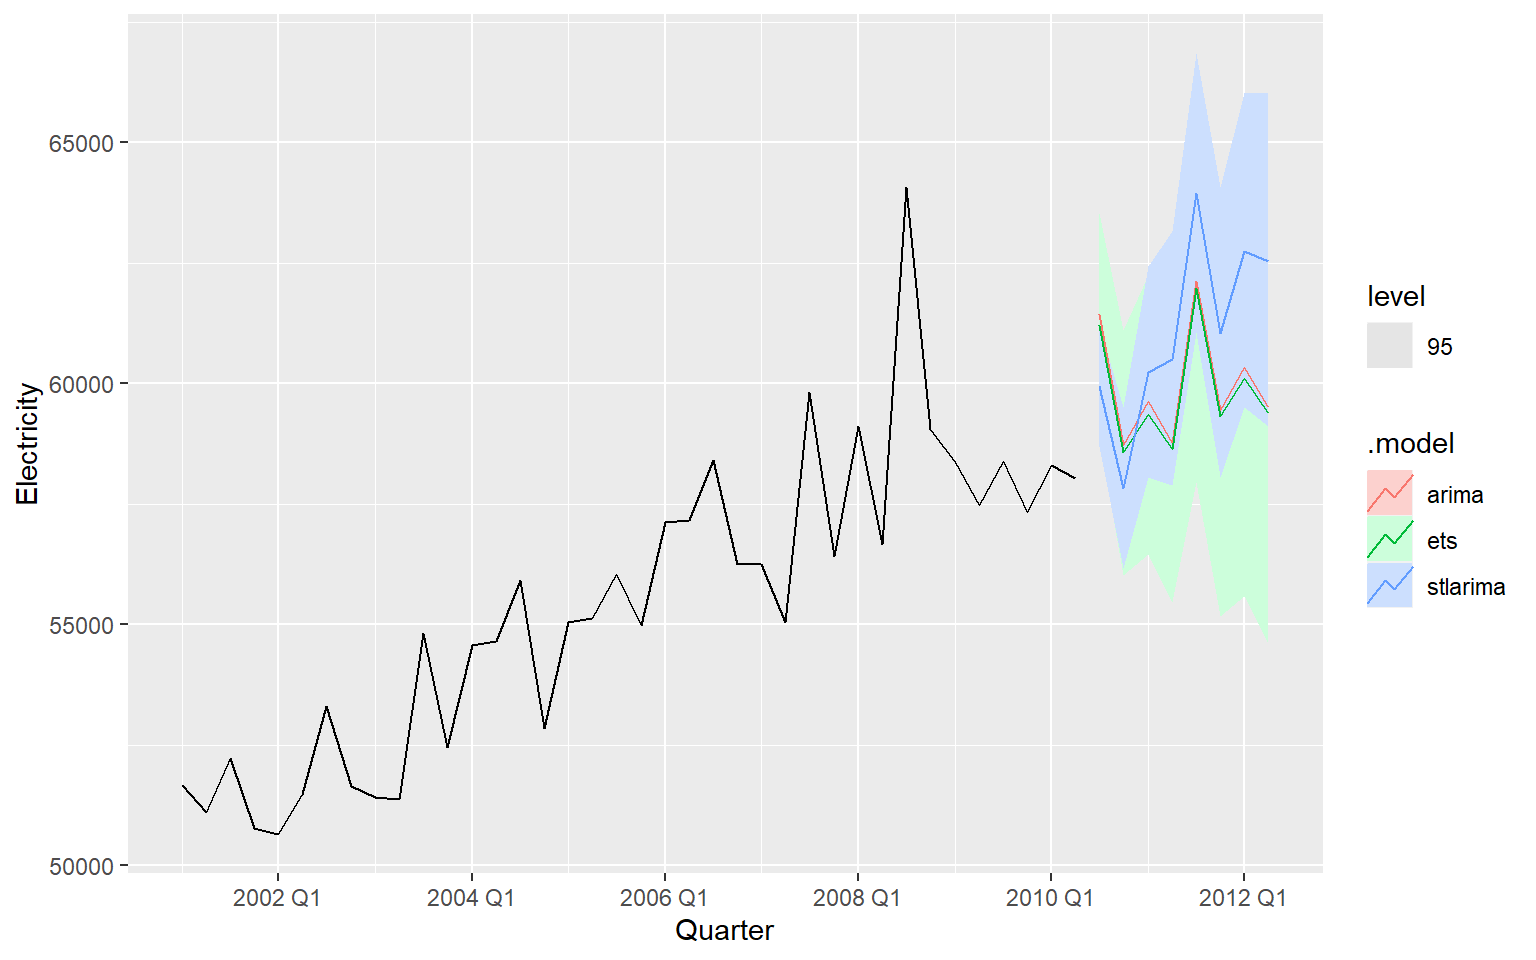 65000
60000
55000
50000
Electricity
2002 Q1
2004 Q1
2006 Q1
2008 Q1
2010 Q1
2012 Q1
Quarter
level
95
.model
arima
ets
stlarima